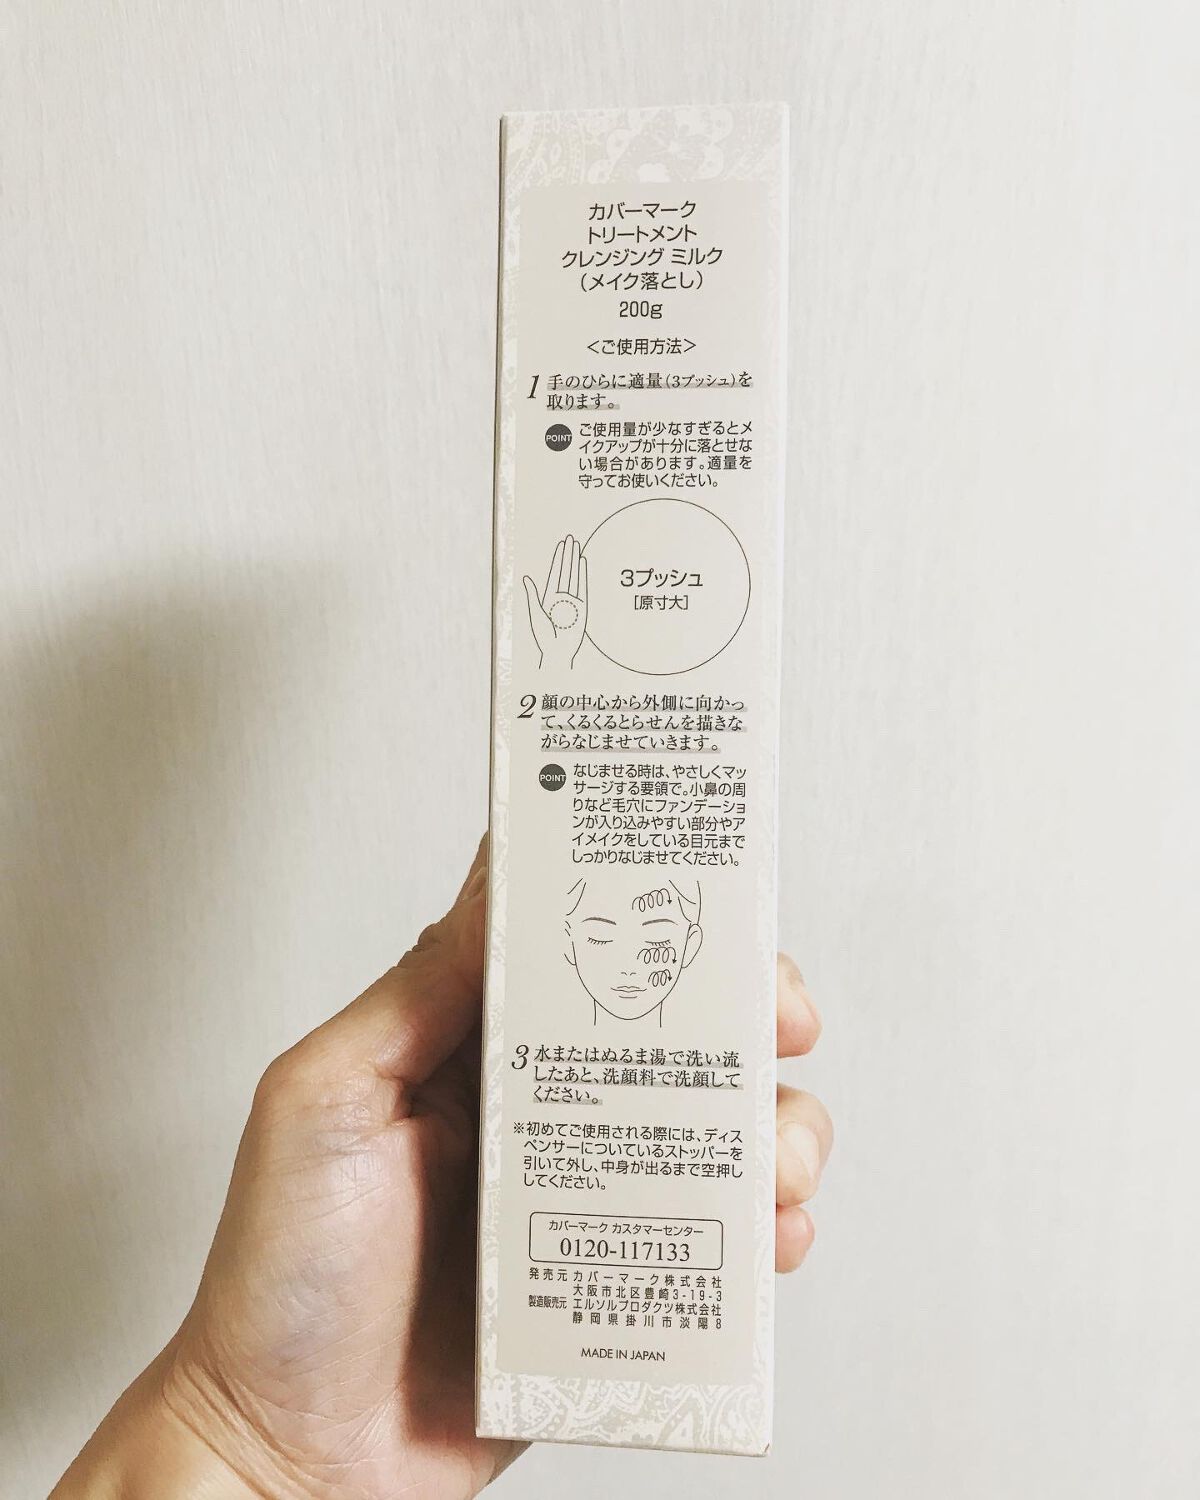 カバーマーク
トリートメント
クレンジング ミルク
(メイク落とし)
200g
＜ご使用方法＞
1 手のひらに適量(3プッシュ)を
取ります。
POINT ご使用量が少なすぎるとメ
イクアップが十分に落とせな
い場合があります。適量を
守ってお使いください。
3プッシュ
[原寸大]
2 顔の中心から外側に向かっ
て、くるくるとらせんを描きな
がらなじませていきます。
POINT なじませる時は、やさしくマッ
サージする要領で。小鼻の周
りなど毛穴にファンデーショ
ンが入り込みやすい部分やア
イメイクをしている目元まで
しっかりなじませてください。
3 水またはぬるま湯で洗い流
したあと、洗顔料で洗顔して
ください。
※初めてご使用される際には、ディス
ペンサーについているストッパーを
引いて外し、中身が出るまで空押し
してください。
カバーマーク カスタマーセンター
0120-117133
発売元 カバーマーク株式会社
大阪市北区豊崎3-19-3
製造販売元 エルソルプロダクツ株式会社
静岡県掛川市淡陽8
MADE IN JAPAN